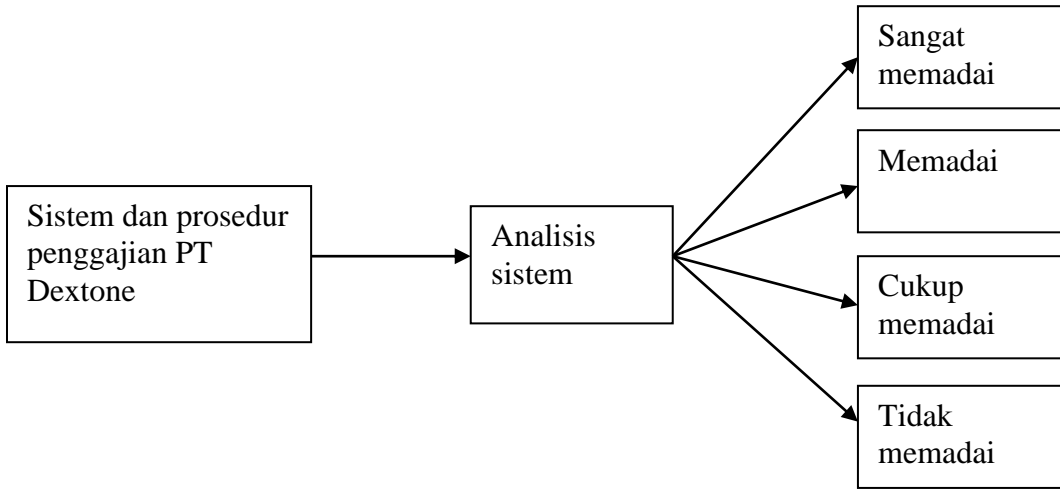 Sistem dan prosedur
penggajian PT
Dextone
Analisis
sistem
Sangat
memadai
Memadai
Cukup
memadai
Tidak
memadai